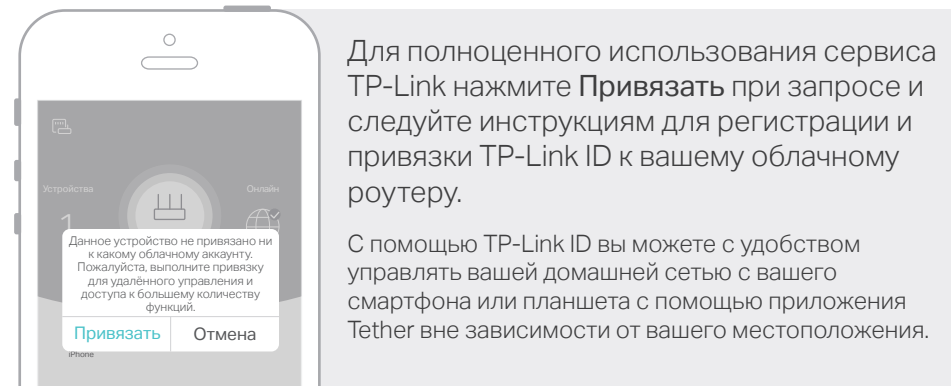 Устройства
Онлайн
1
Данное устройство не привязано ни
к какому облачному аккаунту.
Пожалуйста, выполните привязку
для удалённого управления и
доступа к большему количеству
функций.
Привязать
Отмена
iPhone
Для полноценного использования сервиса
TP-Link нажмите Привязать при запросе и
следуйте инструкциям для регистрации и
привязки TP-Link ID к вашему облачному
роутеру.
С помощью TP-Link ID вы можете с удобством
управлять вашей домашней сетью с вашего
смартфона или планшета с помощью приложения
Tether вне зависимости от вашего местоположения.